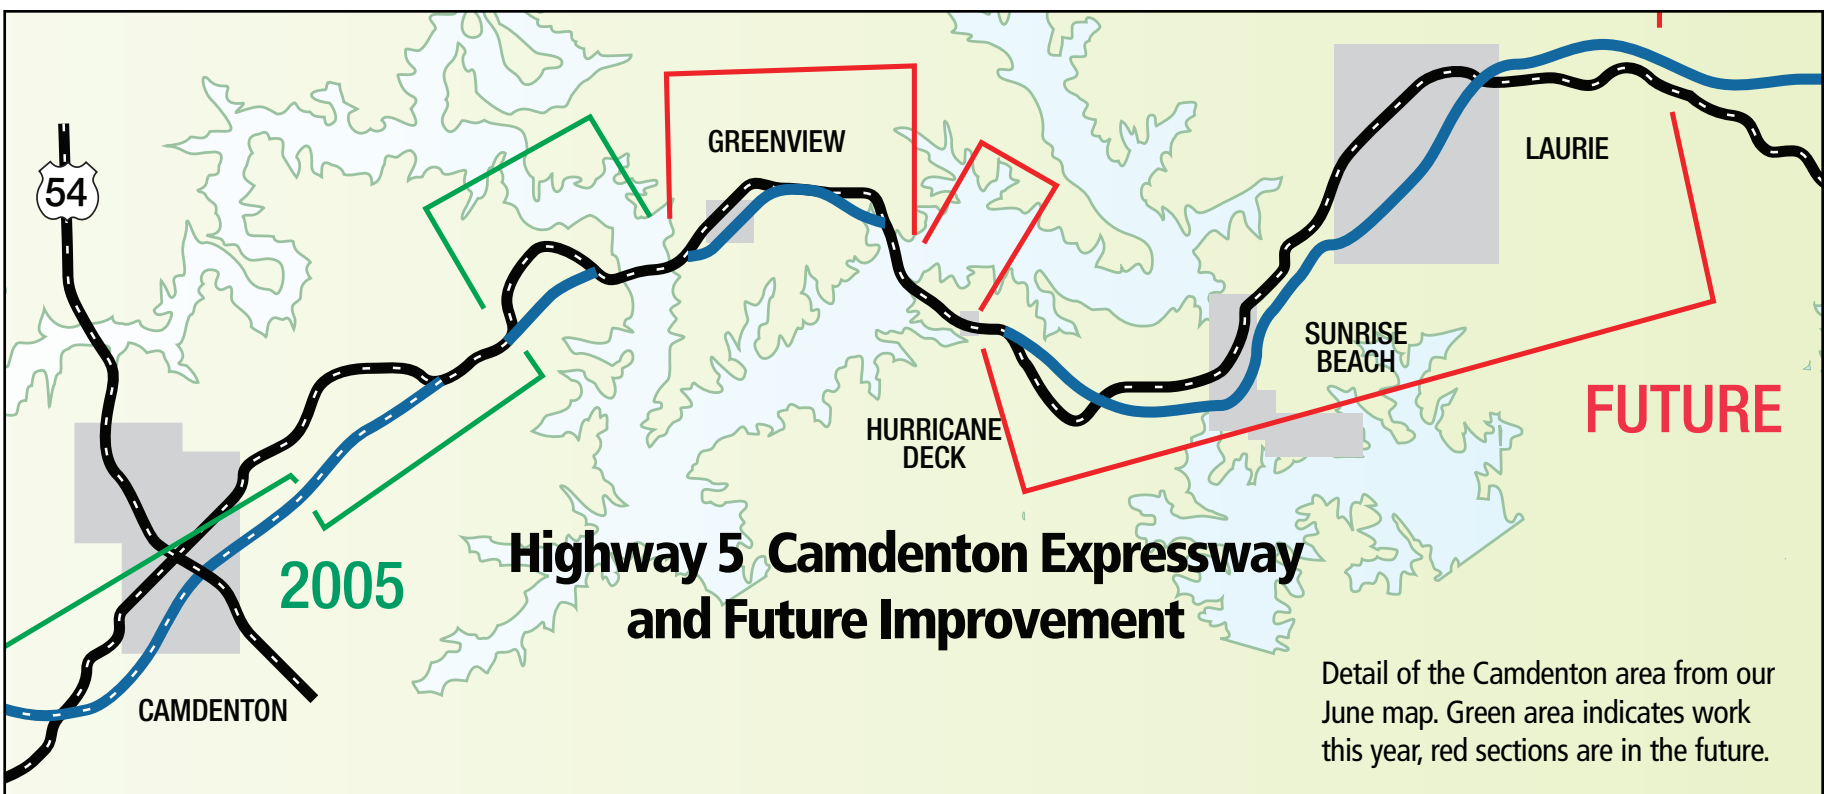 54
GREENVIEW
LAURIE
SUNRISE
BEACH
FUTURE
HURRICANE
DECK
2005
Highway 5 Camdenton Expressway
and Future Improvement
CAMDENTON
Detail of the Camdenton area from our
June map. Green area indicates work
this year, red sections are in the future.